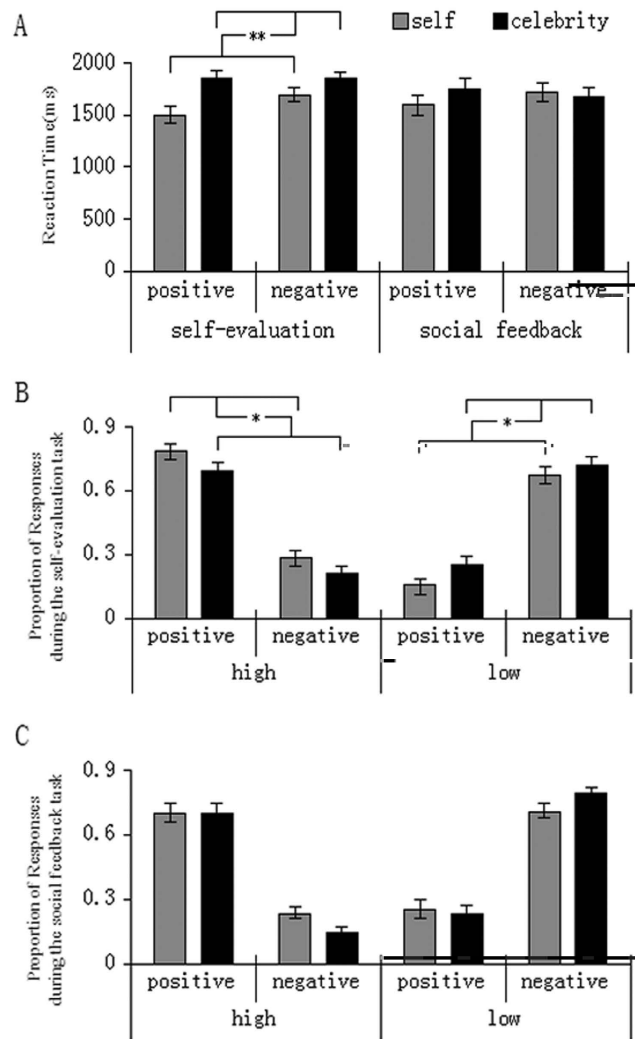 A
self celebrity
**
Reaction Time(ms)
2000
1500
1000
500
0
positive negative positive negative
self-evaluation social feedback
B
* *
Proportion of Responses
during the self-evaluation task
0.9
0.6
0.3
0
positive negative positive negative
high low
C
Proportion of Responses
during the social feedback task
0.9
0.6
0.3
0
positive negative positive negative
high low